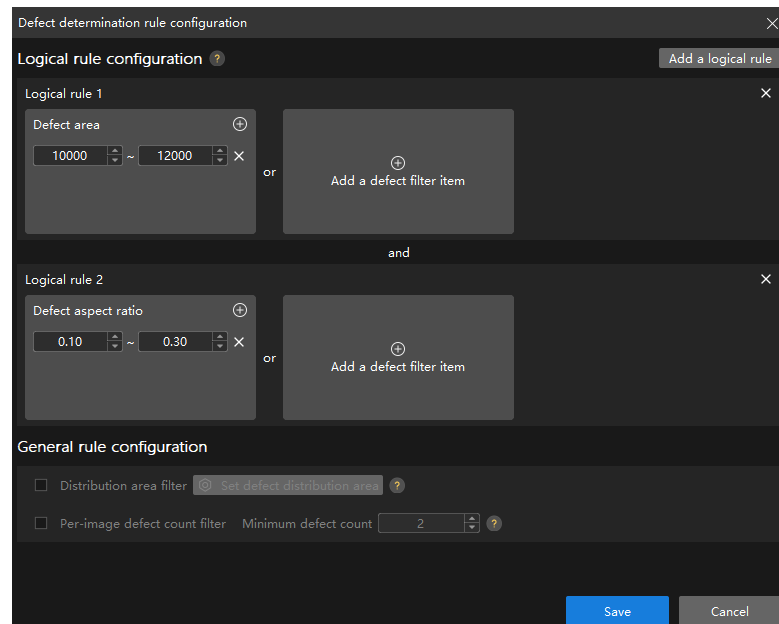 Defect determination rule configuration
Logical rule configuration ?
Add a logical rule
Logical rule 1
Defect area
10000 ~ 12000
or
Add a defect filter item
and
Logical rule 2
Defect aspect ratio
0.10 ~ 0.30
or
Add a defect filter item
General rule configuration
Distribution area filter Set defect distribution area ?
Per-image defect count filter Minimum defect count 2 ?
Save Cancel